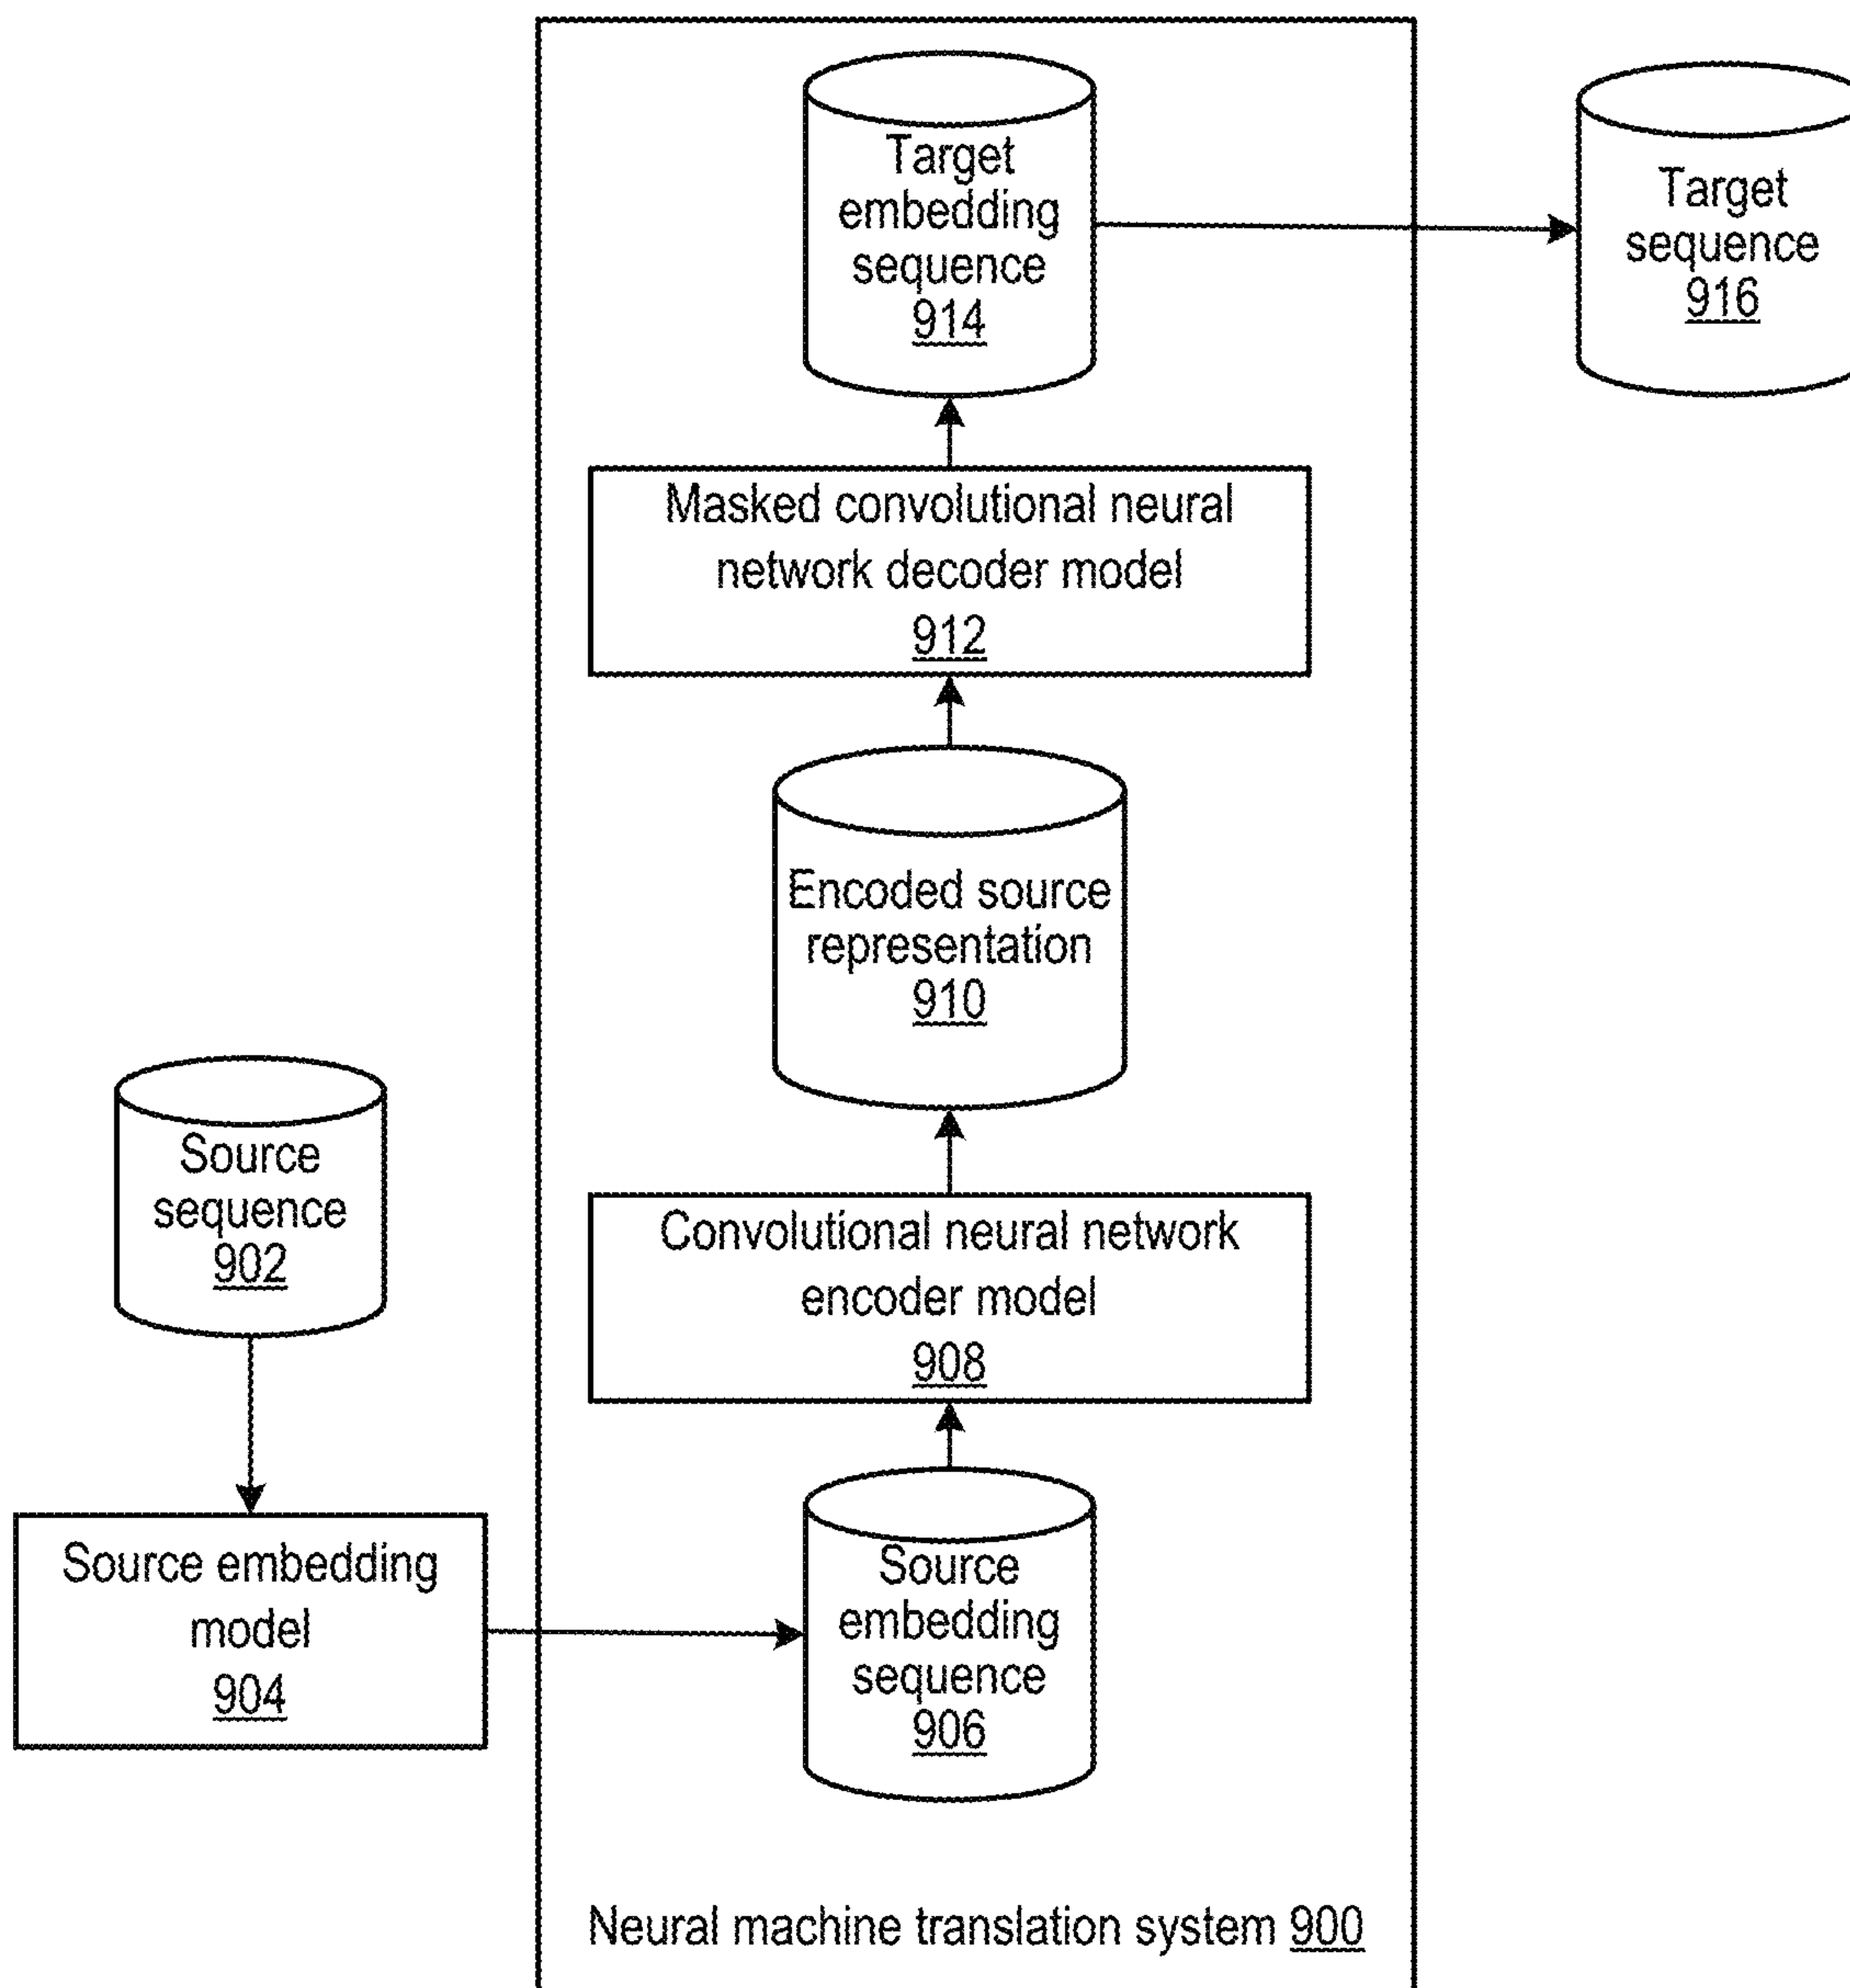 Target
embedding
sequence
914
Target
sequence
916
Masked convolutional neural
network decoder model
912
Encoded source
representation
910
Source
sequence
902
Convolutional neural network
encoder model
908
Source embedding
model
904
Source
embedding
sequence
906
Neural machine translation system 900